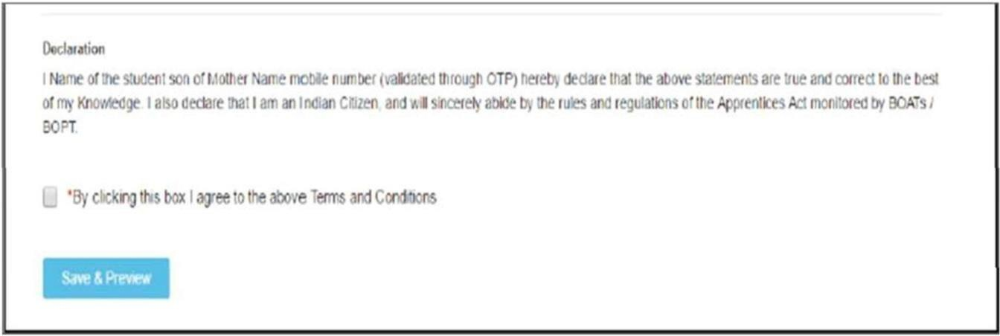 Declaration
I Name of the student son of Mother Name mobile number (validated through OTP) hereby declare that the above statements are true and correct to the best
of my Knowledge. I also declare that I am an Indian Citizen, and will sincerely abide by the rules and regulations of the Apprentices Act monitored by BOATs /
BOPT.
*By clicking this box I agree to the above Terms and Conditions
Save & Preview